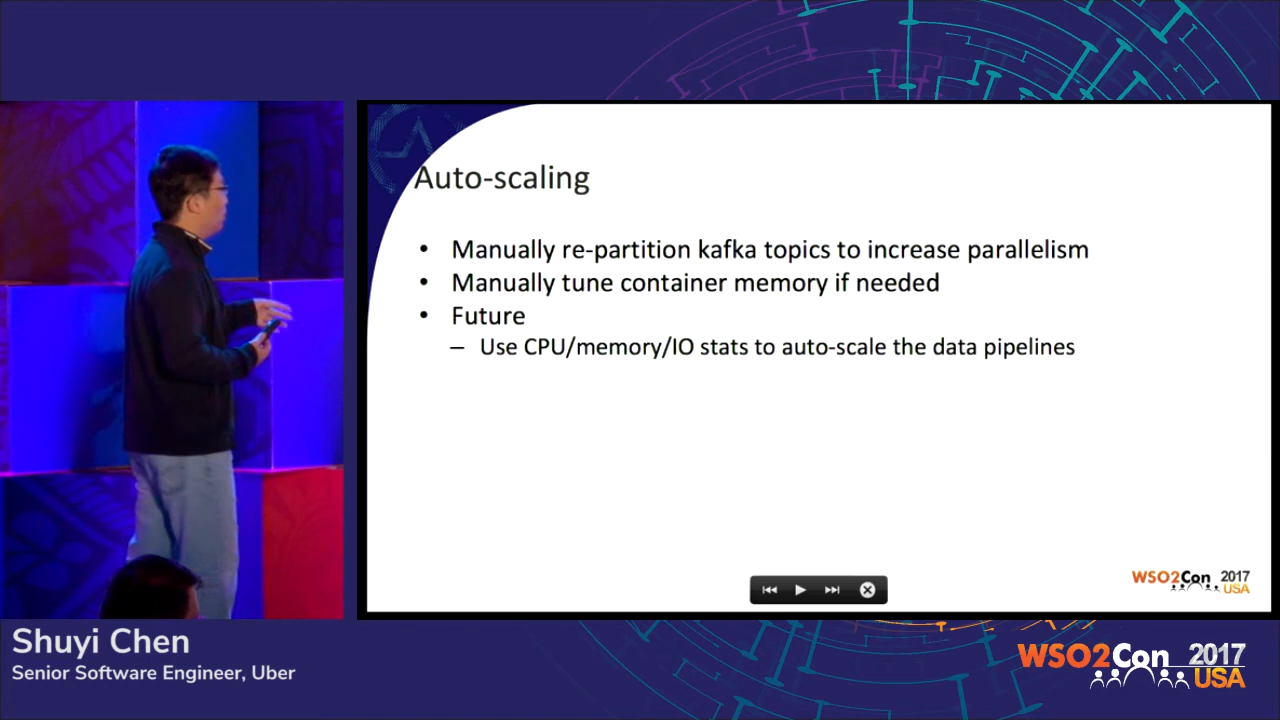 Auto-scaling
• Manually re-partition kafka topics to increase parallelism
• Manually tune container memory if needed
• Future
– Use CPU/memory/IO stats to auto-scale the data pipelines
WSO2Con 2017
USA
Shuyi Chen
Senior Software Engineer, Uber
WSO2Con 2017
USA